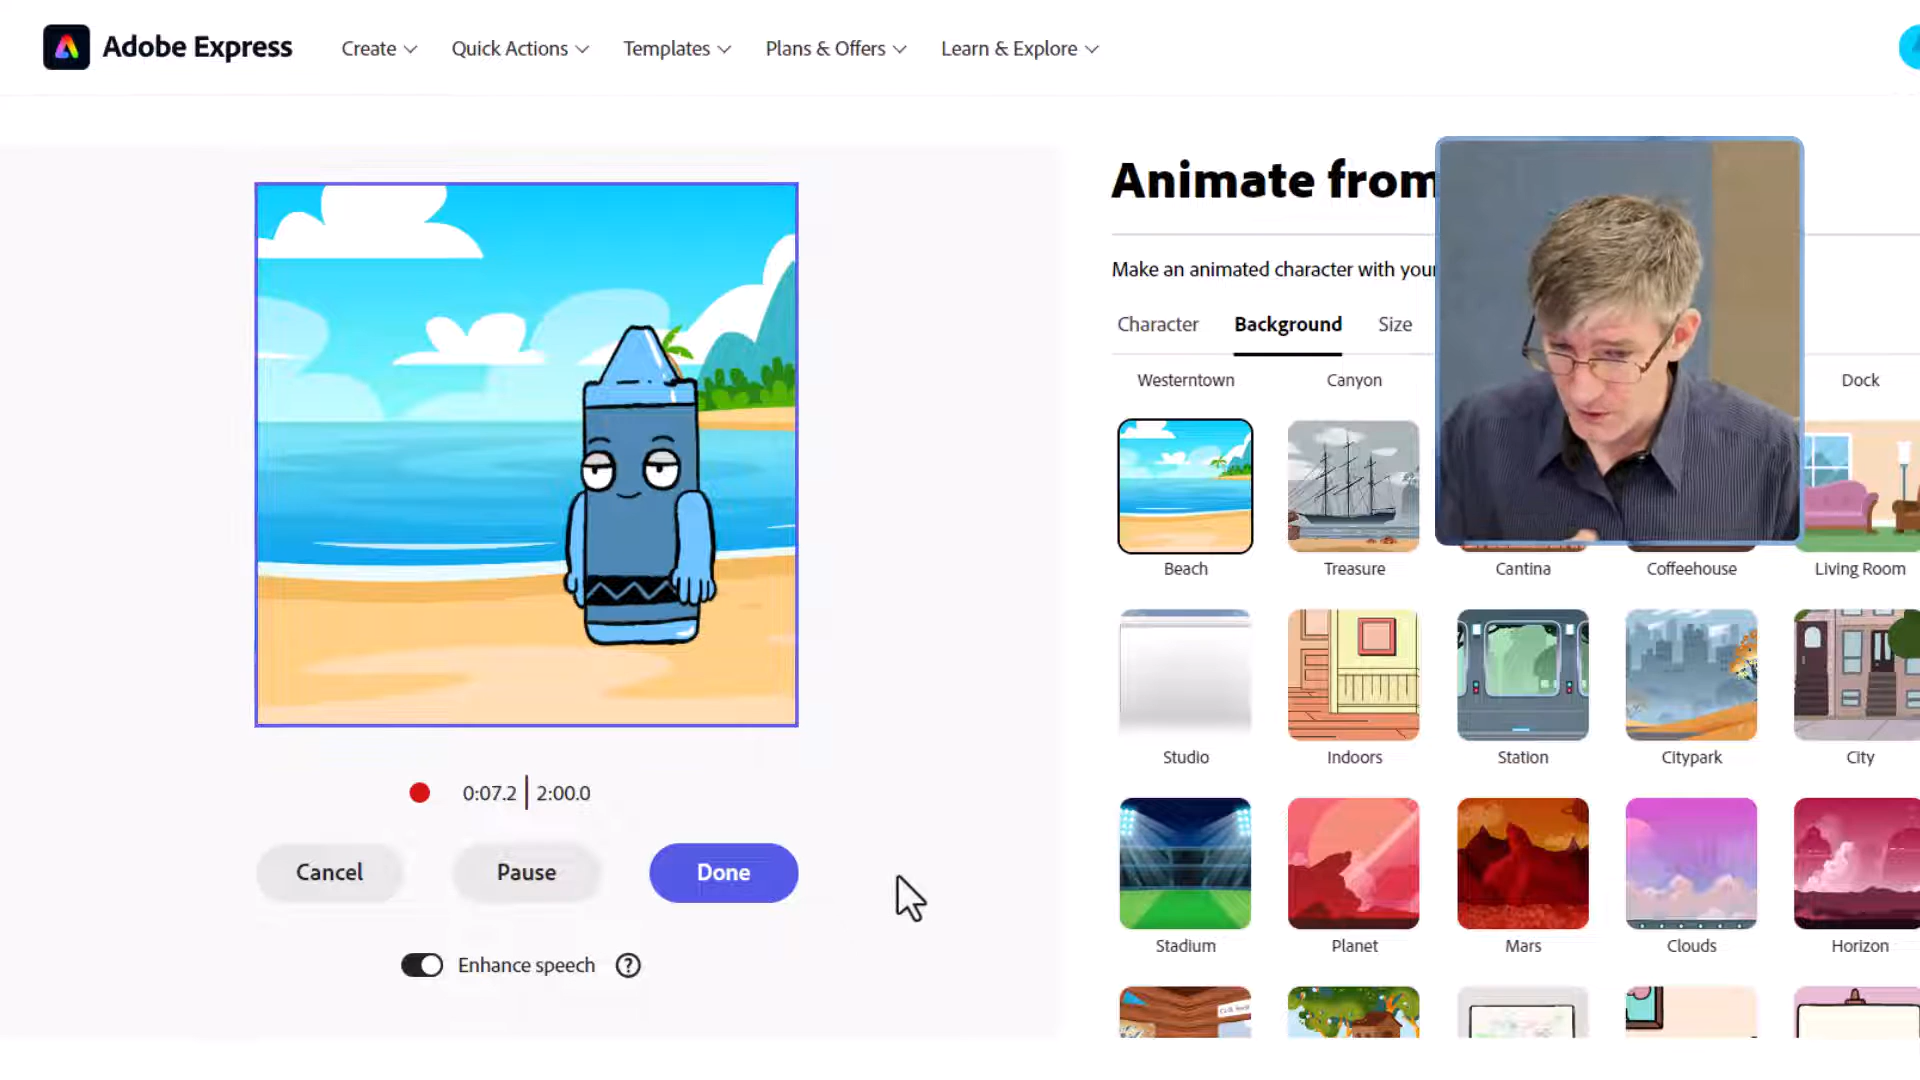 Adobe Express
Create
Quick Actions
Templates
Plans & Offers
Learn & Explore
Animate from
Make an animated character with your
Character
Background
Size
Westerntown
Canyon
Dock
Beach
Treasure
Cantina
Coffeehouse
Living Room
Studio
Indoors
Station
Citypark
City
Stadium
Planet
Mars
Clouds
Horizon
0:07.2 | 2:00.0
Cancel
Pause
Done
Enhance speech ?